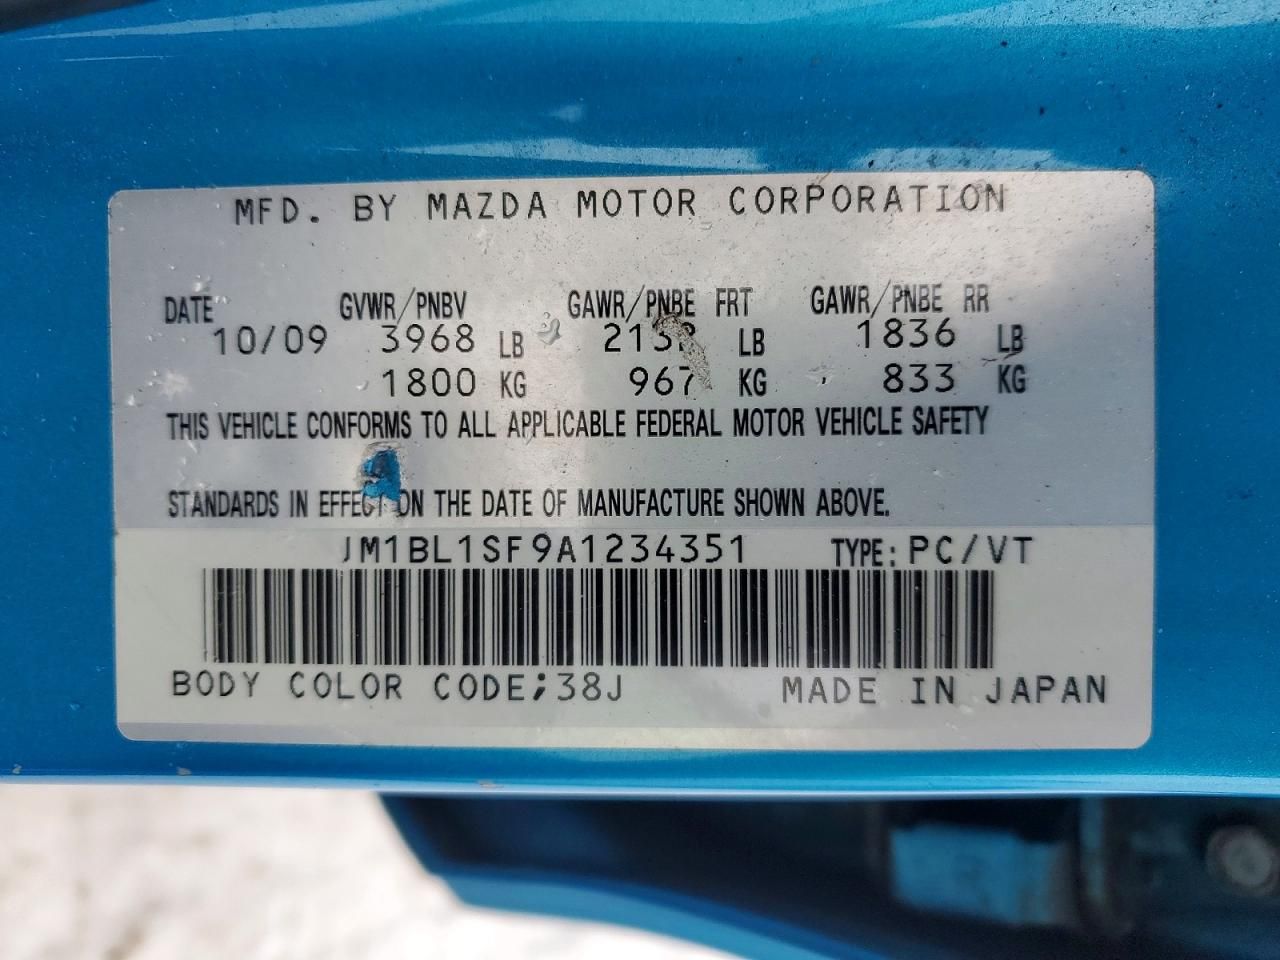 MFD. BY MAZDA MOTOR CORPORATION
DATE GVWR/PNBV GAWR/PNBE FRT GAWR/PNBE RR
10/09 3968 LB LB 1836 LB
1800 KG 967 KG 833 KG
THIS VEHICLE CONFORMS TO ALL APPLICABLE FEDERAL MOTOR VEHICLE SAFETY
STANDARDS IN EFFECT ON THE DATE OF MANUFACTURE SHOWN ABOVE.
JM1BL1SF9A1234351 TYPE: PC/VT
BODY COLOR CODE;38J MADE IN JAPAN